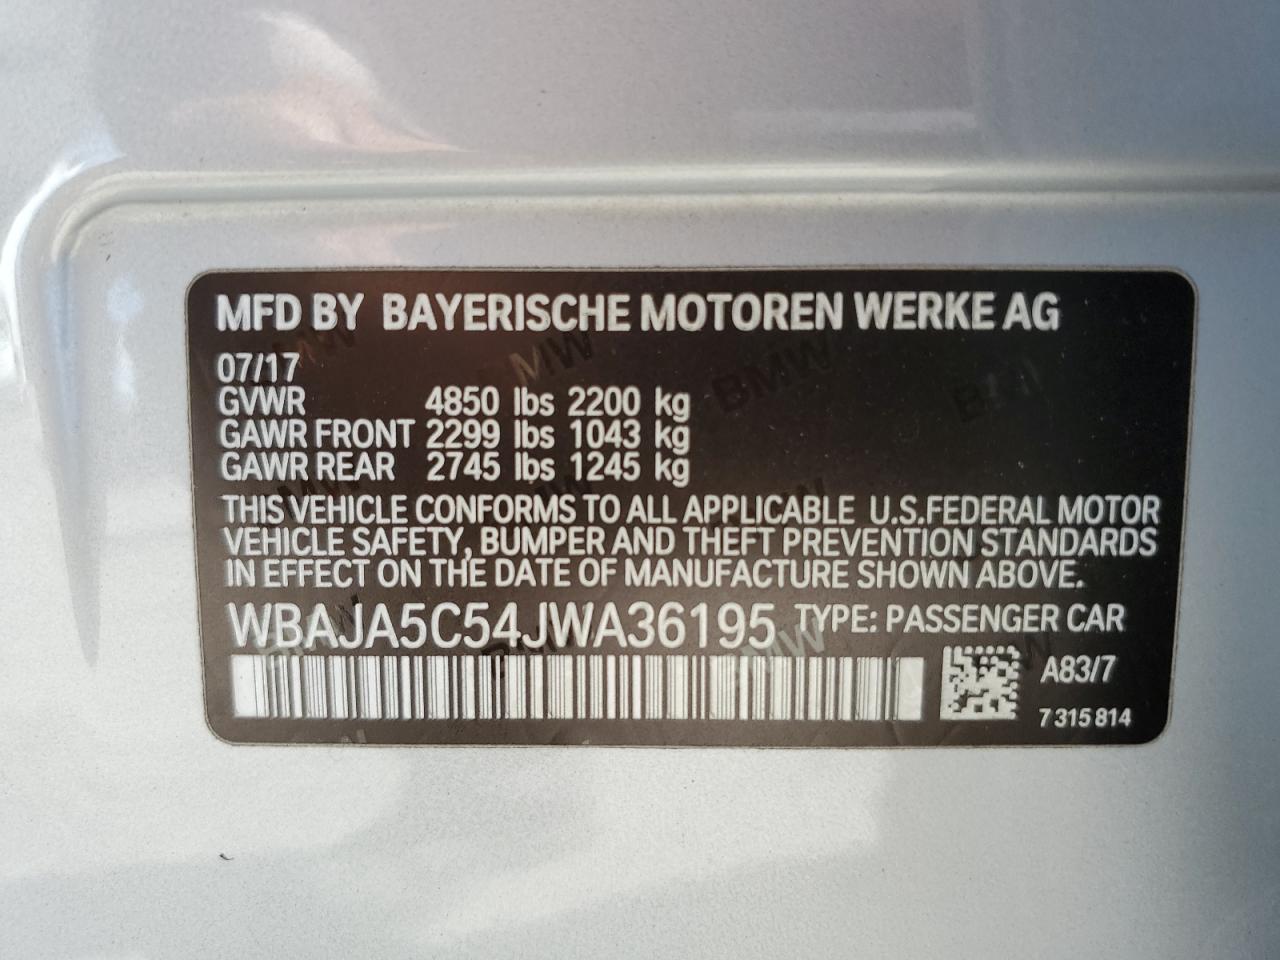 MFD BY BAYERISCHE MOTOREN WERKE AG
07/17
GVWR 4850 lbs 2200 kg
GAWR FRONT 2299 lbs 1043 kg
GAWR REAR 2745 lbs 1245 kg
THIS VEHICLE CONFORMS TO ALL APPLICABLE U.S.FEDERAL MOTOR
VEHICLE SAFETY, BUMPER AND THEFT PREVENTION STANDARDS
IN EFFECT ON THE DATE OF MANUFACTURE SHOWN ABOVE.
WBAJA5C54JWA36195 TYPE: PASSENGER CAR
A83/7
7 315 814